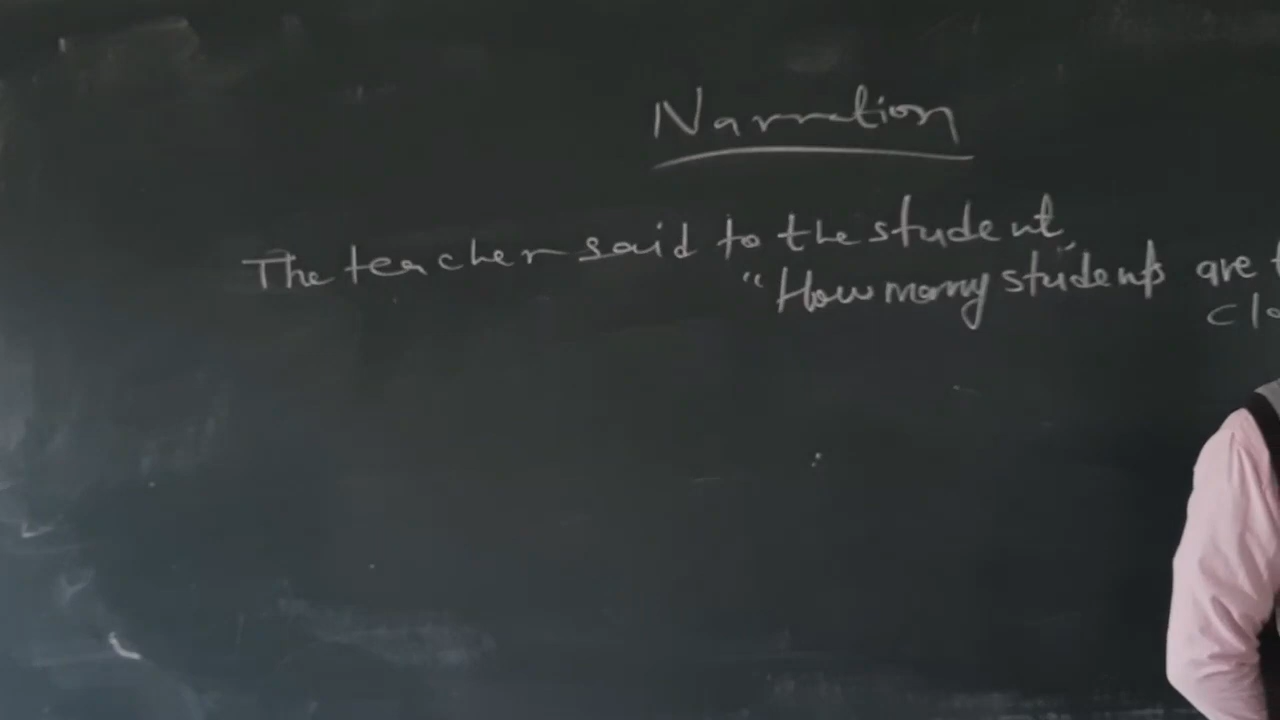 Narration
The teacher said to the student,
"How many students are